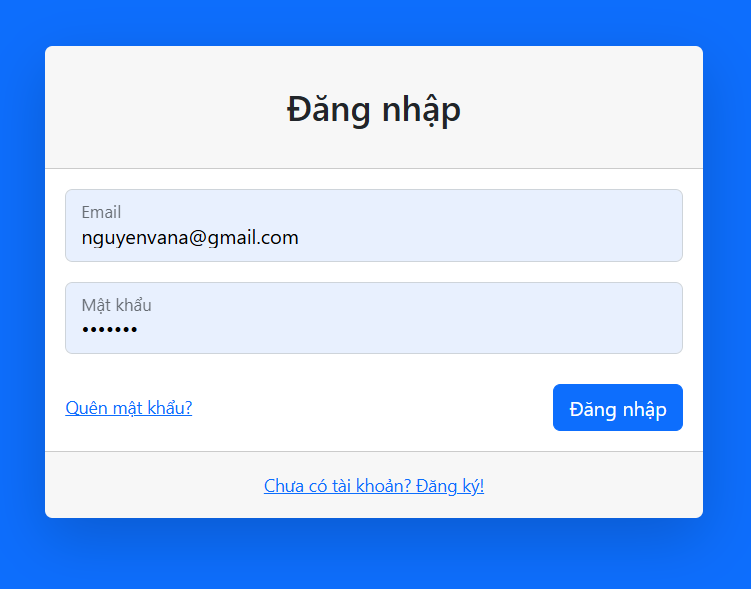 Đăng nhập
Email
nguyenvana@gmail.com
Mật khẩu
•••••••
Quên mật khẩu?
Đăng nhập
Chưa có tài khoản? Đăng ký!